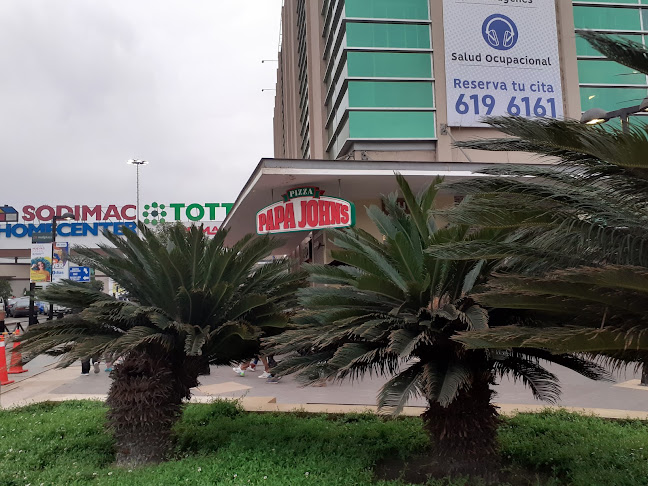 Salud Ocupacional
Reserva tu cita
619 6161
SODIMAC
HOMECENTER
TOTT
PIZZA
PAPA JOHNS